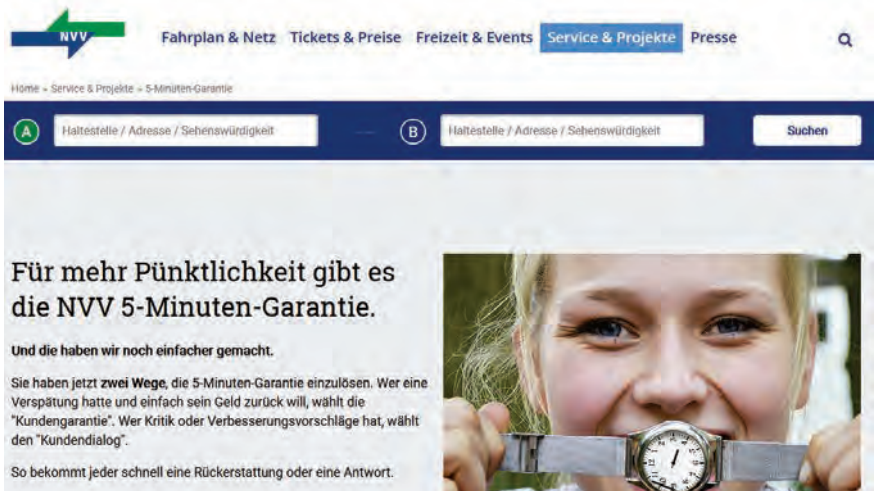 NVV
Fahrplan & Netz Tickets & Preise Freizeit & Events Service & Projekte Presse
Home » Service & Projekte » 5-Minuten-Garantie
A Haltestelle / Adresse / Sehenswürdigkeit B Haltestelle / Adresse / Sehenswürdigkeit Suchen
Für mehr Pünktlichkeit gibt es
die NVV 5-Minuten-Garantie.
Und die haben wir noch einfacher gemacht.
Sie haben jetzt zwei Wege, die 5-Minuten-Garantie einzulösen. Wer eine
Verspätung hatte und einfach sein Geld zurück will, wählt die
"Kundengarantie". Wer Kritik oder Verbesserungsvorschläge hat, wählt
den "Kundendialog".
So bekommt jeder schnell eine Rückerstattung oder eine Antwort.